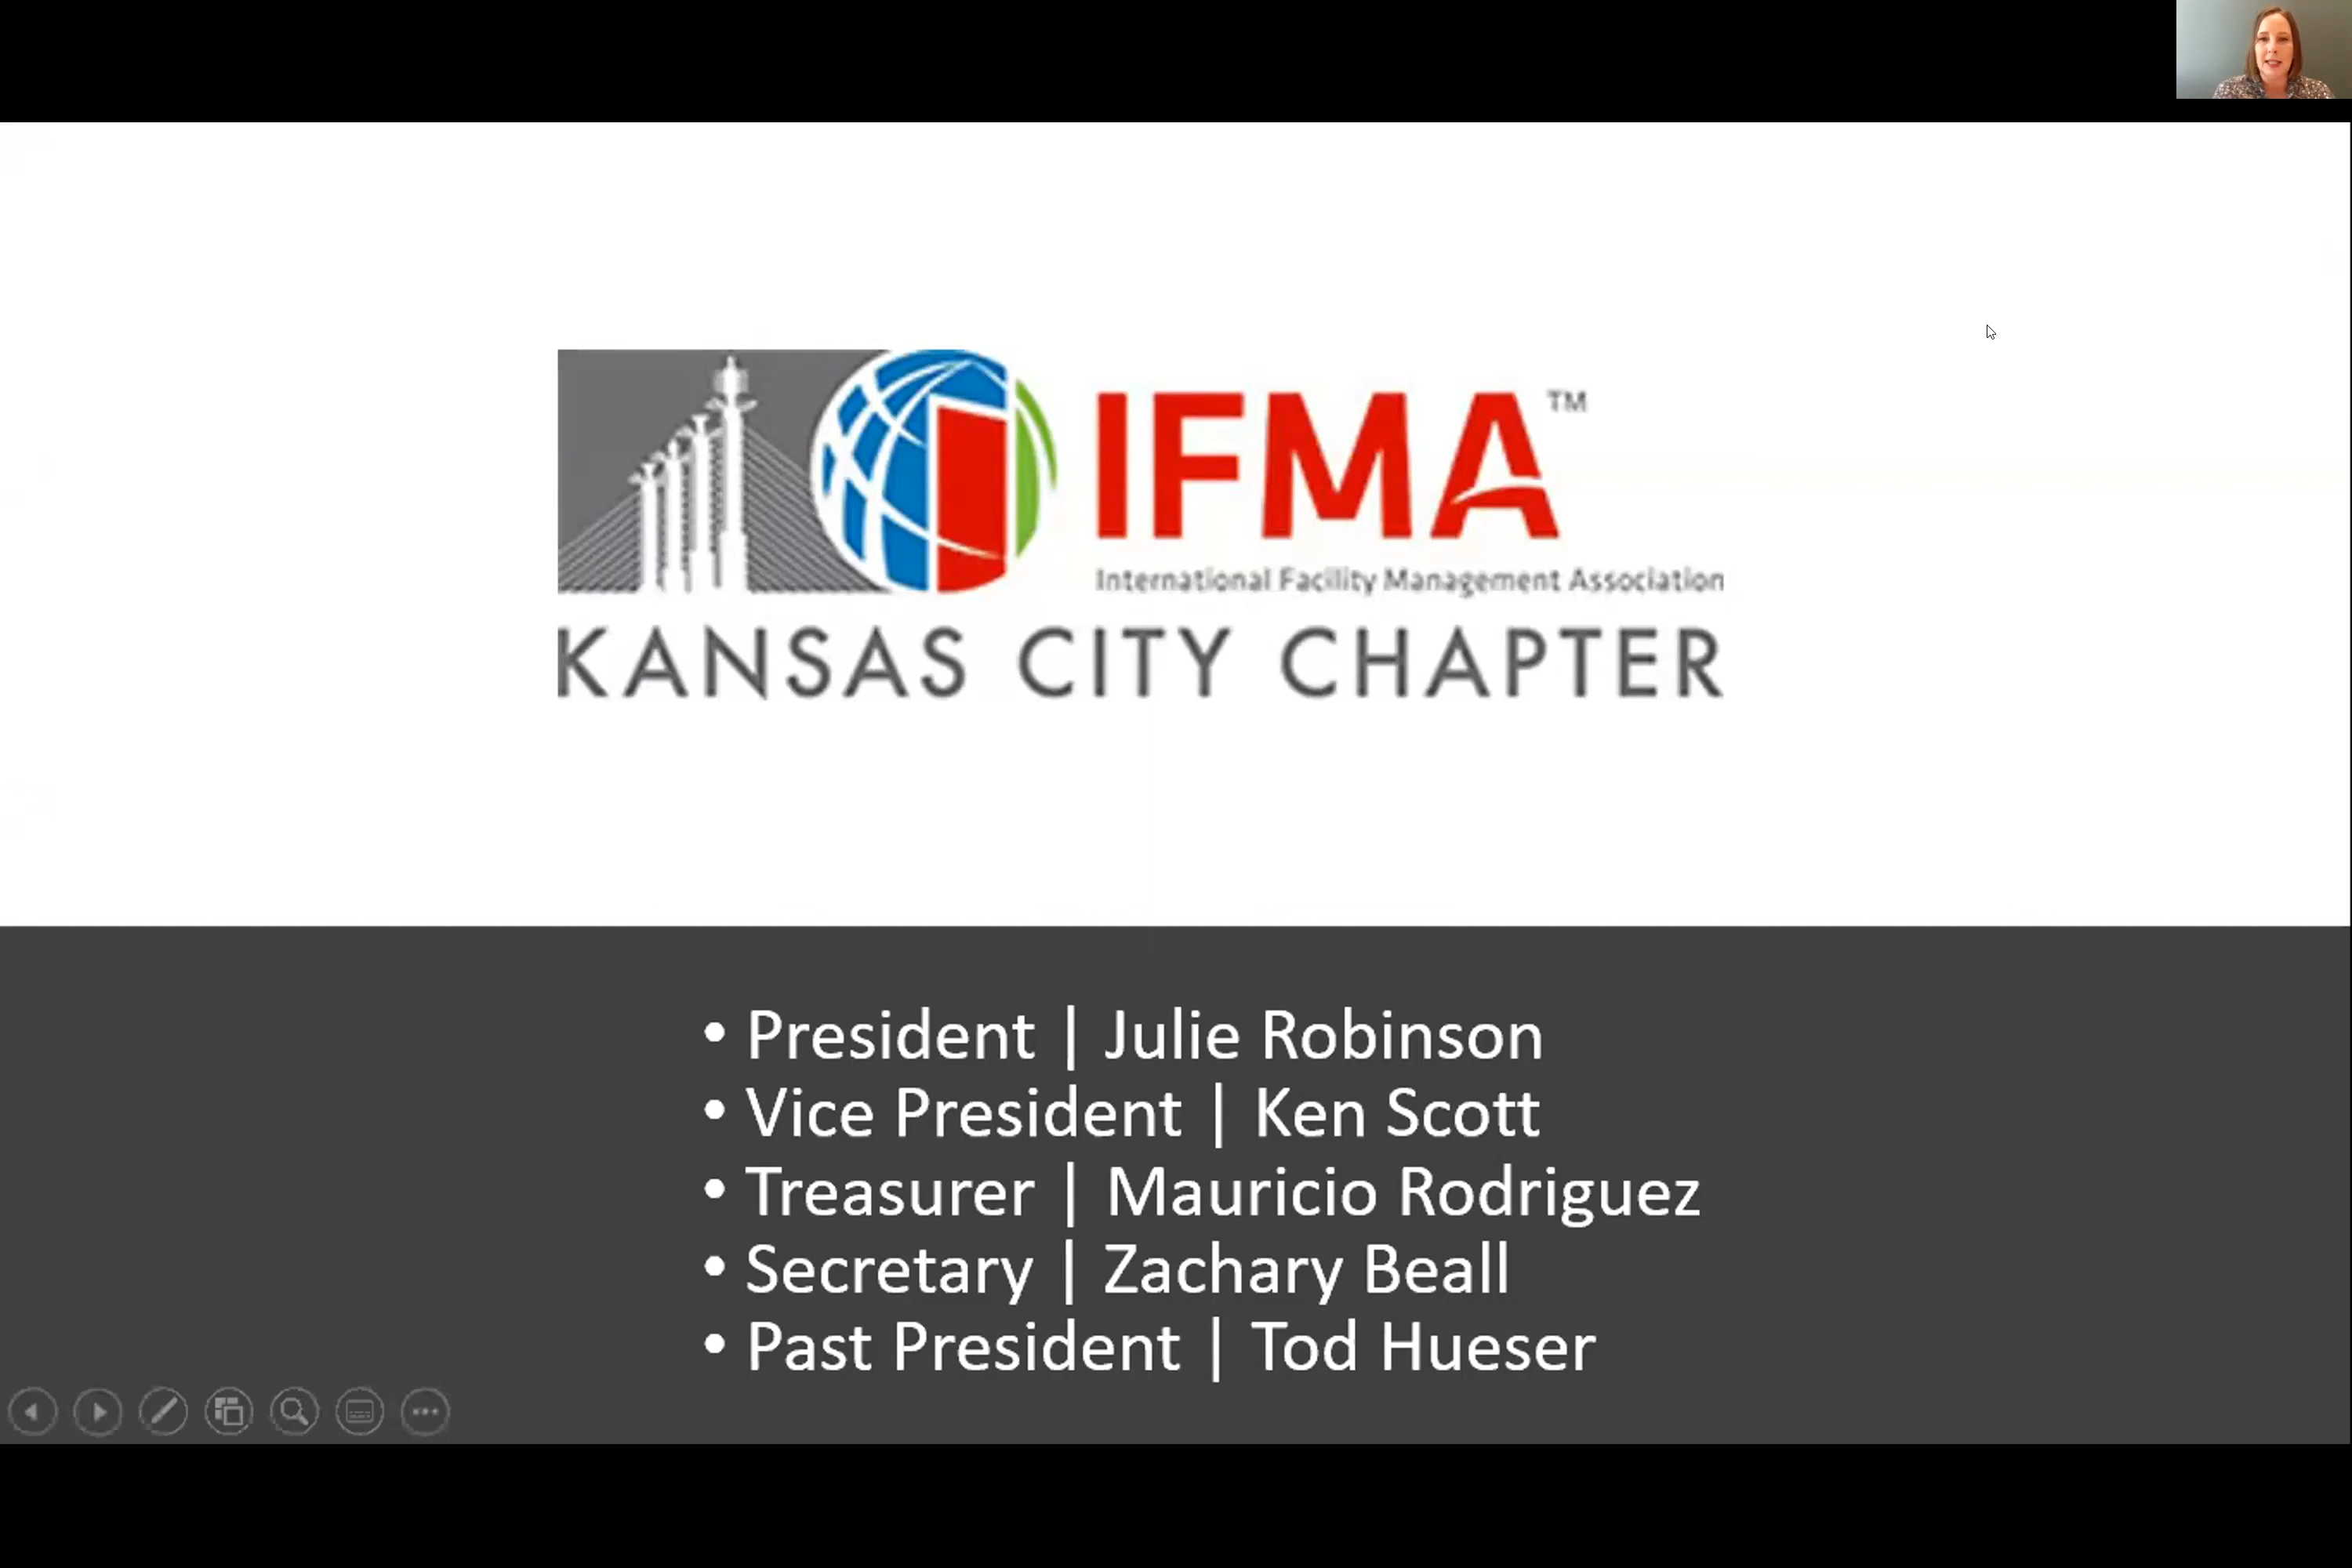 IFMA™
International Facility Management Association
KANSAS CITY CHAPTER
• President | Julie Robinson
• Vice President | Ken Scott
• Treasurer | Mauricio Rodriguez
• Secretary | Zachary Beall
• Past President | Tod Hueser